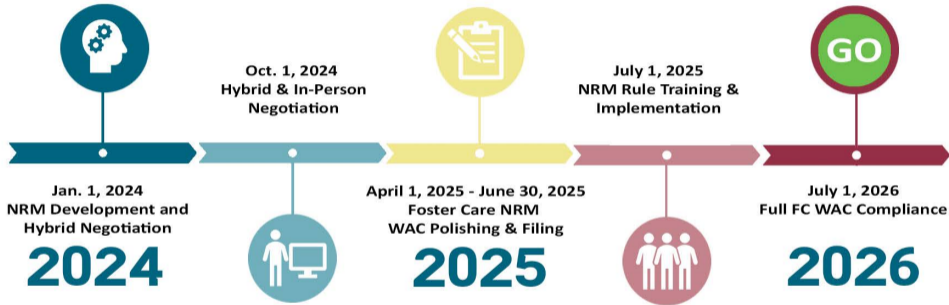 GO
Oct. 1, 2024
Hybrid & In-Person
Negotiation
July 1, 2025
NRM Rule Training &
Implementation
Jan. 1, 2024
NRM Development and
Hybrid Negotiation
2024
April 1, 2025 - June 30, 2025
Foster Care NRM
WAC Polishing & Filing
2025
July 1, 2026
Full FC WAC Compliance
2026